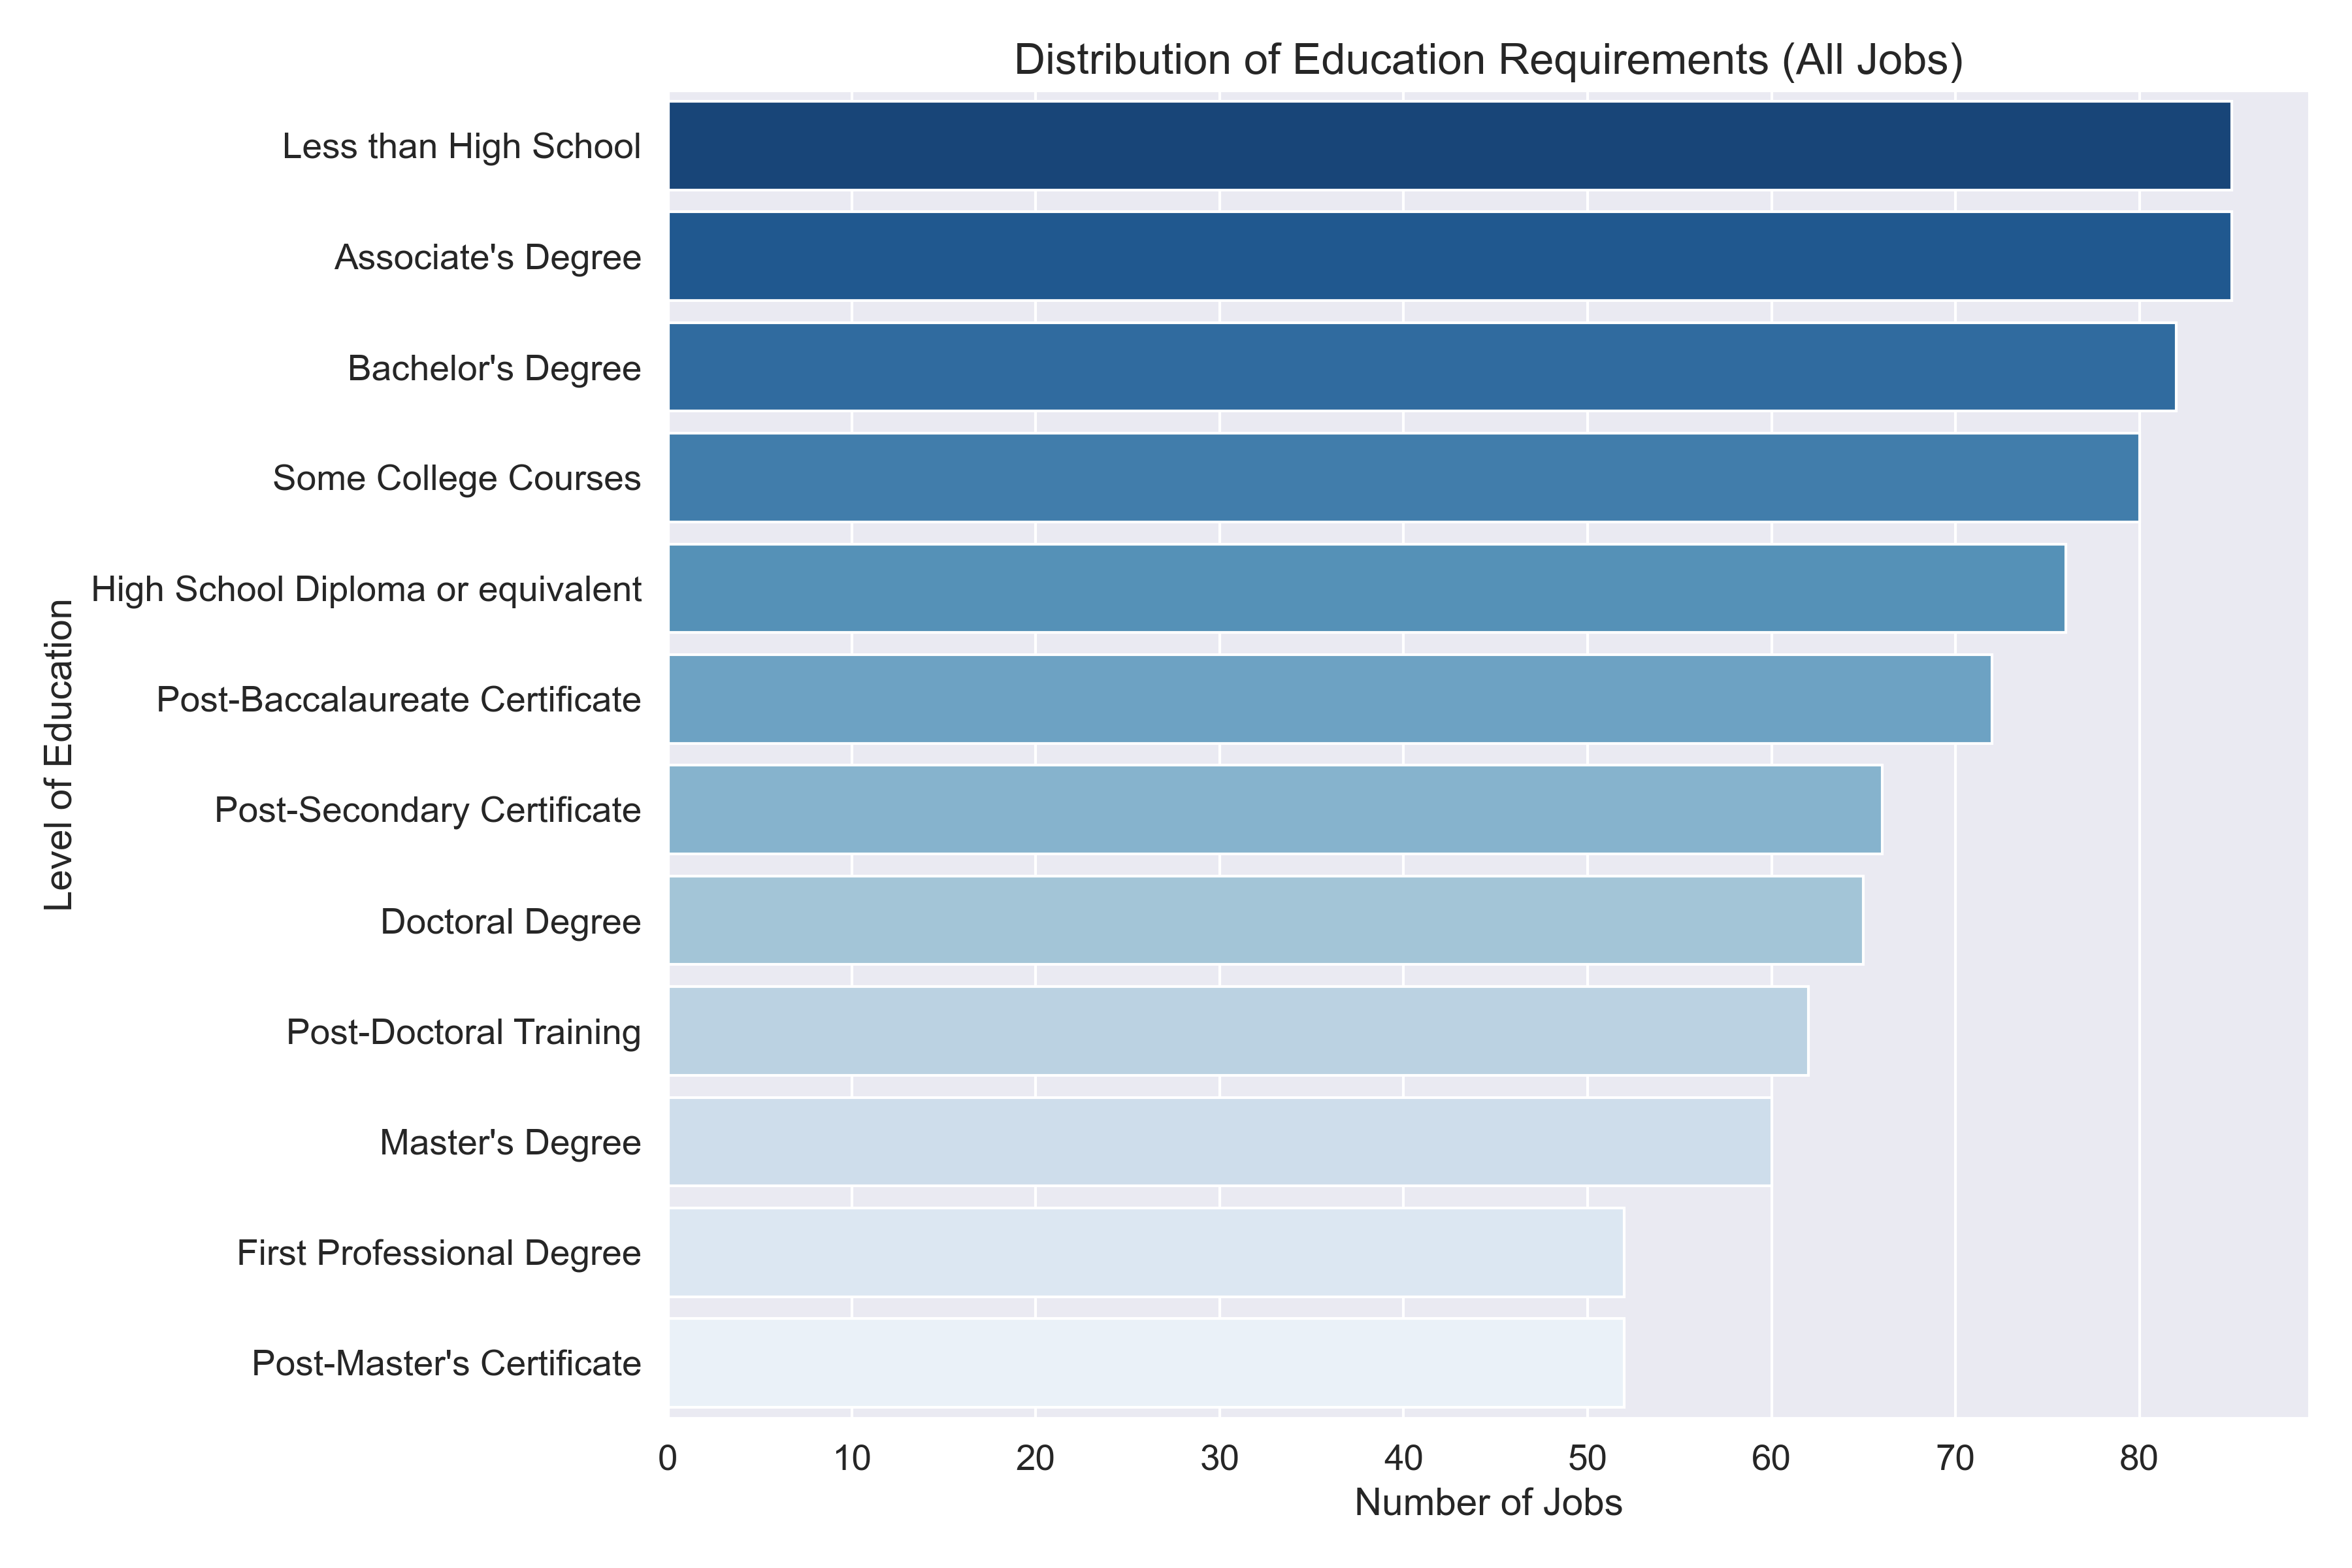 Distribution of Education Requirements (All Jobs)
Level of Education
Less than High School
Associate's Degree
Bachelor's Degree
Some College Courses
High School Diploma or equivalent
Post-Baccalaureate Certificate
Post-Secondary Certificate
Doctoral Degree
Post-Doctoral Training
Master's Degree
First Professional Degree
Post-Master's Certificate
0 10 20 30 40 50 60 70 80
Number of Jobs